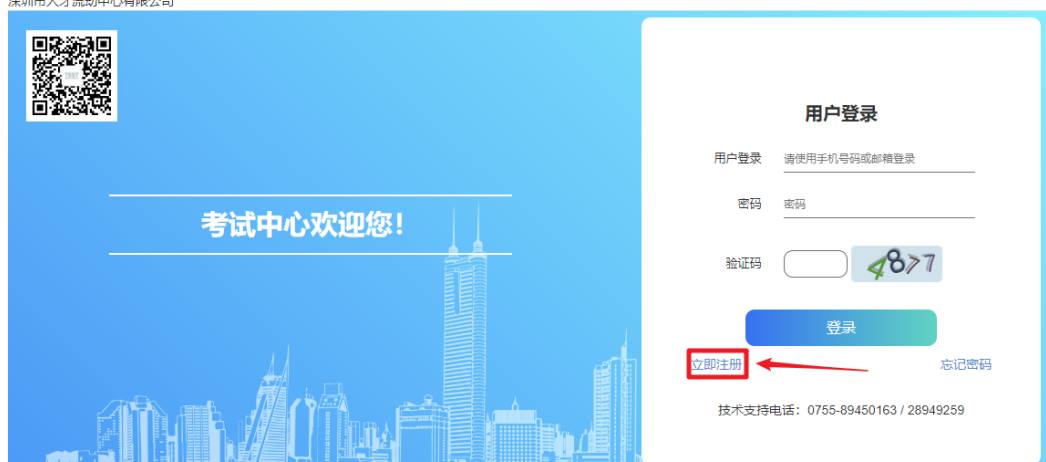 深圳市人才流动中心有限公司
考试中心欢迎您！
用户登录
用户登录 请使用手机号码或邮箱登录
密码 密码
验证码 4877
登录
立即注册 忘记密码
技术支持电话：0755-89450163 / 28949259